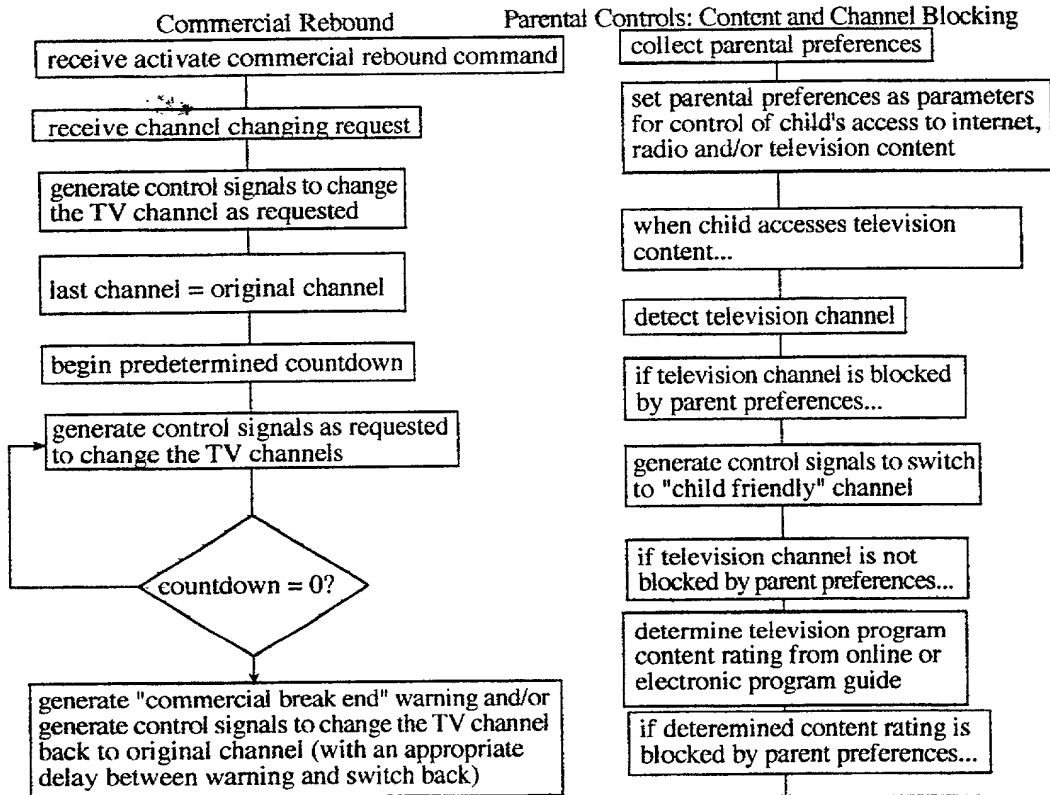 Commercial Rebound
receive activate commercial rebound command
receive channel changing request
generate control signals to change
the TV channel as requested
last channel = original channel
begin predetermined countdown
generate control signals as requested
to change the TV channels
countdown = 0?
generate "commercial break end" warning and/or
generate control signals to change the TV channel
back to original channel (with an appropriate
delay between warning and switch back)
Parental Controls: Content and Channel Blocking
collect parental preferences
set parental preferences as parameters
for control of child's access to internet,
radio and/or television content
when child accesses television
content...
detect television channel
if television channel is blocked
by parent preferences...
generate control signals to switch
to "child friendly" channel
if television channel is not
blocked by parent preferences...
determine television program
content rating from online or
electronic program guide
if deteremined content rating is
blocked by parent preferences...